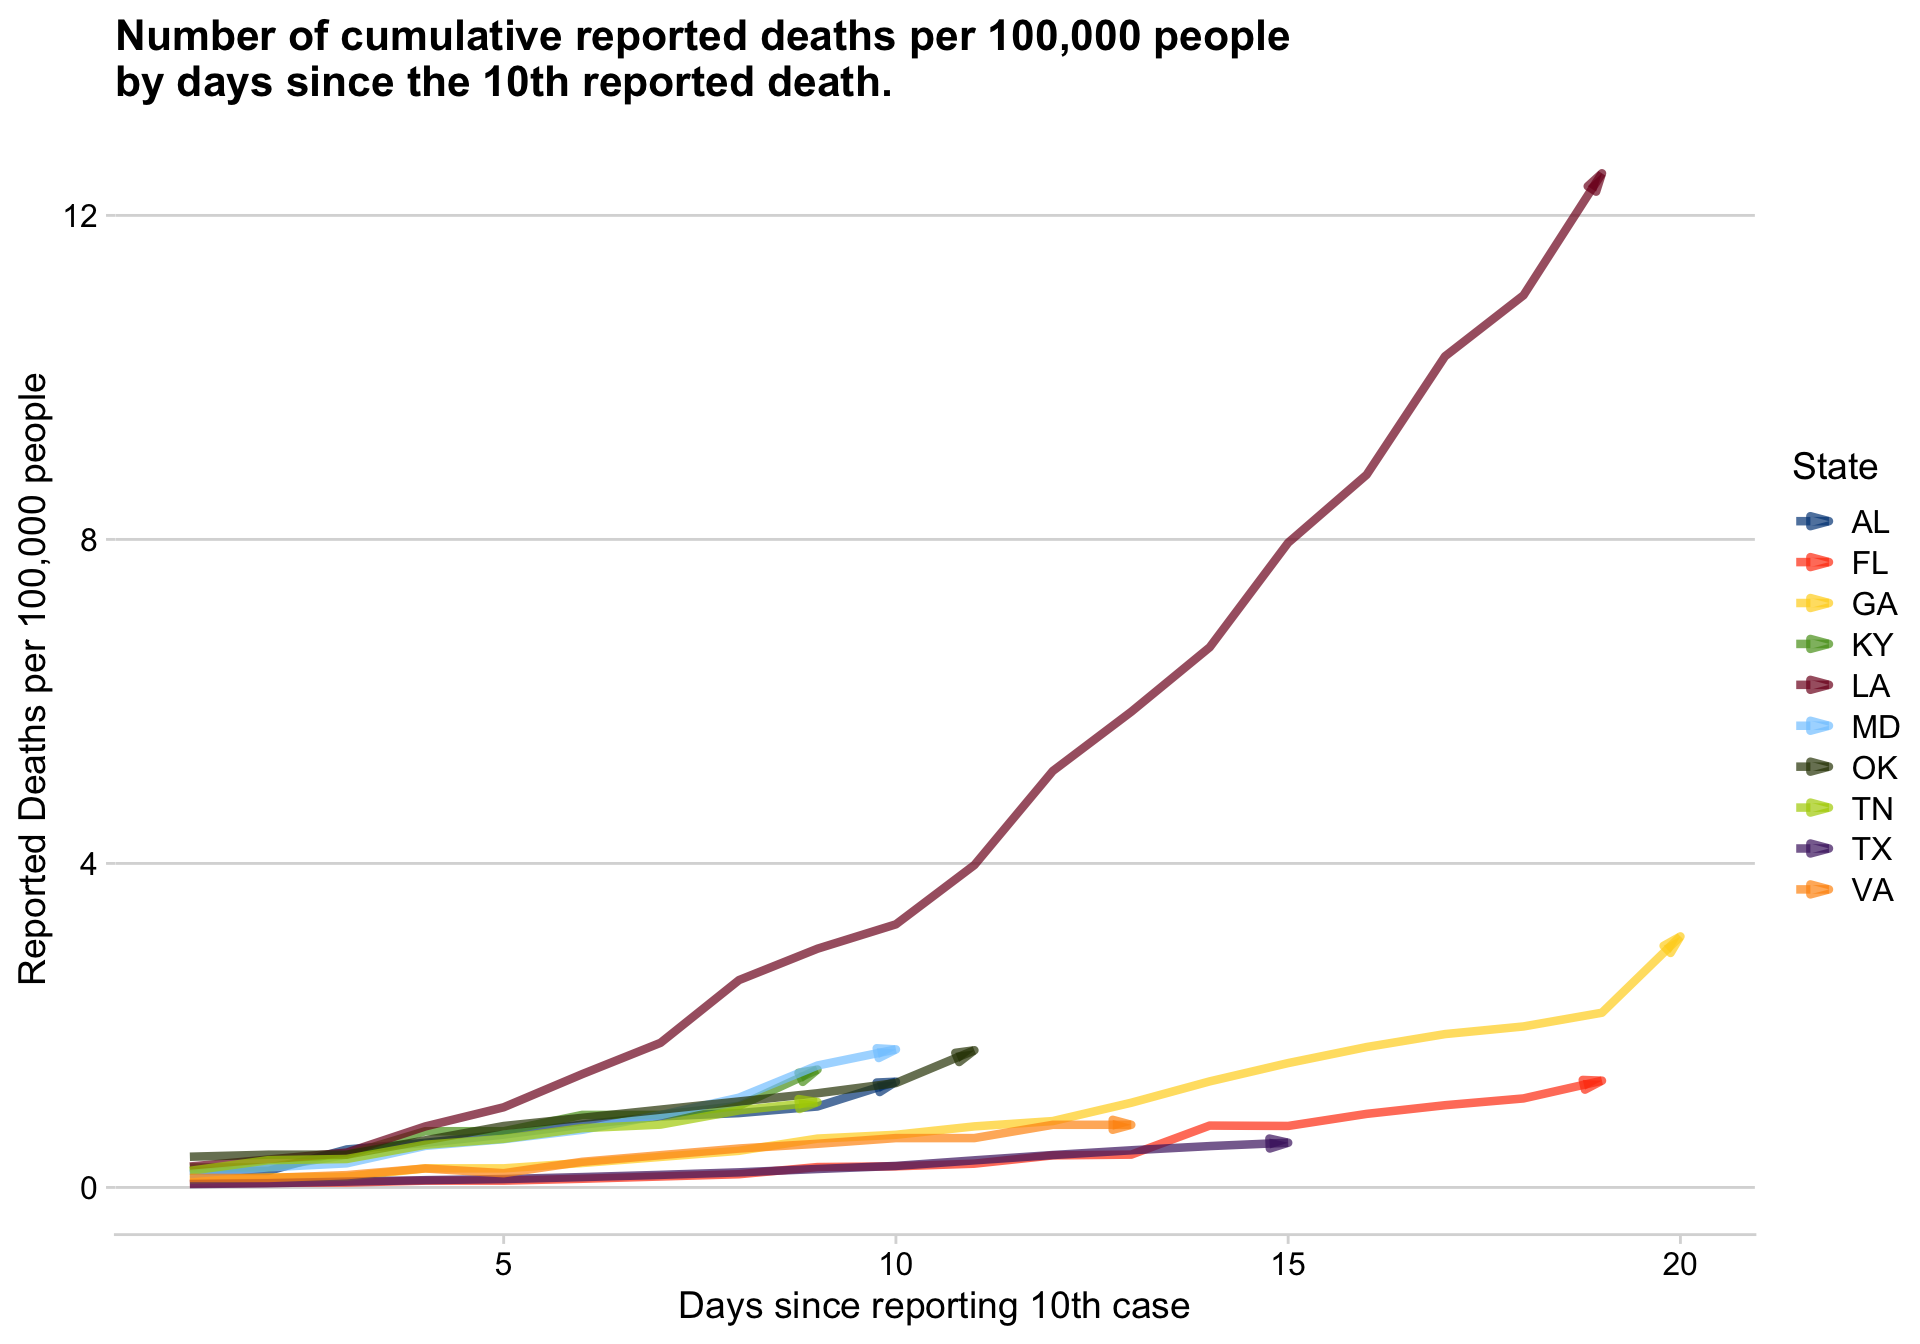 Number of cumulative reported deaths per 100,000 people
by days since the 10th reported death.
12
8
4
0
Reported Deaths per 100,000 people
5
10
15
20
Days since reporting 10th case
State
AL
FL
GA
KY
LA
MD
OK
TN
TX
VA